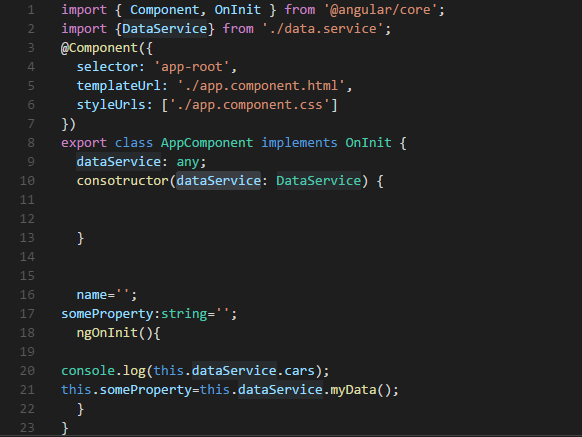 1 import { Component, OnInit } from '@angular/core';
2 import {DataService} from './data.service';
3 @Component({
4   selector: 'app-root',
5   templateUrl: './app.component.html',
6   styleUrls: ['./app.component.css']
7 })
8 export class AppComponent implements OnInit {
9   dataService: any;
10   consotructor(dataService: DataService) {
11
12
13   }
14
15
16   name='';
17 someProperty:string='';
18   ngOnInit(){
19
20 console.log(this.dataService.cars);
21 this.someProperty=this.dataService.myData();
22   }
23 }